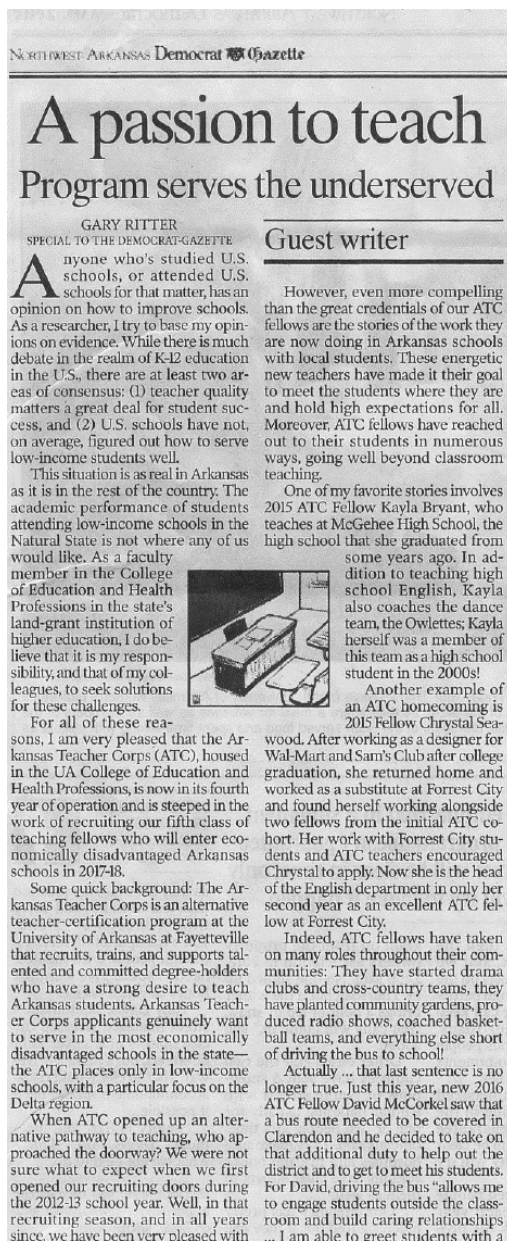 NORTHWEST ARKANSAS Democrat Gazette
A passion to teach
Program serves the underserved
GARY RITTER
SPECIAL TO THE DEMOCRAT-GAZETTE
Anyone who's studied U.S.
schools, or attended U.S.
schools for that matter, has an
opinion on how to improve schools.
As a researcher, I try to base my opin-
ions on evidence. While there is much
debate in the realm of K-12 education
in the U.S., there are at least two ar-
eas of consensus: (1) teacher quality
matters a great deal for student suc-
cess, and (2) U.S. schools have not,
on average, figured out how to serve
low-income students well.
This situation is as real in Arkansas
as it is in the rest of the country. The
academic performance of students
attending low-income schools in the
Natural State is not where any of us
would like. As a faculty
member in the College
of Education and Health
Professions in the state's
land-grant institution of
higher education, I do be-
lieve that it is my respon-
sibility, and that of my col-
leagues, to seek solutions
for these challenges.
For all of these rea-
sons, I am very pleased that the Ar-
kansas Teacher Corps (ATC), housed
in the UA College of Education and
Health Professions, is now in its fourth
year of operation and is steeped in the
work of recruiting our fifth class of
teaching fellows who will enter eco-
nomically disadvantaged Arkansas
schools in 2017-18.
Some quick background: The Ar-
kansas Teacher Corps is an alternative
teacher-certification program at the
University of Arkansas at Fayetteville
that recruits, trains, and supports tal-
ented and committed degree-holders
who have a strong desire to teach
Arkansas students. Arkansas Teach-
er Corps applicants genuinely want
to serve in the most economically
disadvantaged schools in the state—
the ATC places only in low-income
schools, with a particular focus on the
Delta region.
When ATC opened up an alter-
native pathway to teaching, who ap-
proached the doorway? We were not
sure what to expect when we first
opened our recruiting doors during
the 2012-13 school year. Well, in that
recruiting season, and in all years
since, we have been very pleased with
Guest writer
However, even more compelling
than the great credentials of our ATC
fellows are the stories of the work they
are now doing in Arkansas schools
with local students. These energetic
new teachers have made it their goal
to meet the students where they are
and hold high expectations for all.
Moreover, ATC fellows have reached
out to their students in numerous
ways, going well beyond classroom
teaching.
One of my favorite stories involves
2015 ATC Fellow Kayla Bryant, who
teaches at McGehee High School, the
high school that she graduated from
some years ago. In ad-
dition to teaching high
school English, Kayla
also coaches the dance
team, the Owlettes; Kayla
herself was a member of
this team as a high school
student in the 2000s!
Another example of
an ATC homecoming is
2015 Fellow Chrystal Sea-
wood. After working as a designer for
Wal-Mart and Sam's Club after college
graduation, she returned home and
worked as a substitute at Forrest City
and found herself working alongside
two fellows from the initial ATC co-
hort. Her work with Forrest City stu-
dents and ATC teachers encouraged
Chrystal to apply. Now she is the head
of the English department in only her
second year as an excellent ATC fel-
low at Forrest City.
Indeed, ATC fellows have taken
on many roles throughout their com-
munities: They have started drama
clubs and cross-country teams, they
have planted community gardens, pro-
duced radio shows, coached basket-
ball teams, and everything else short
of driving the bus to school!
Actually ... that last sentence is no
longer true. Just this year, new 2016
ATC Fellow David McCorkel saw that
a bus route needed to be covered in
Clarendon and he decided to take on
that additional duty to help out the
district and to get to meet his students.
For David, driving the bus “allows me
to engage students outside the class-
room and build caring relationships
... I am able to greet students with a